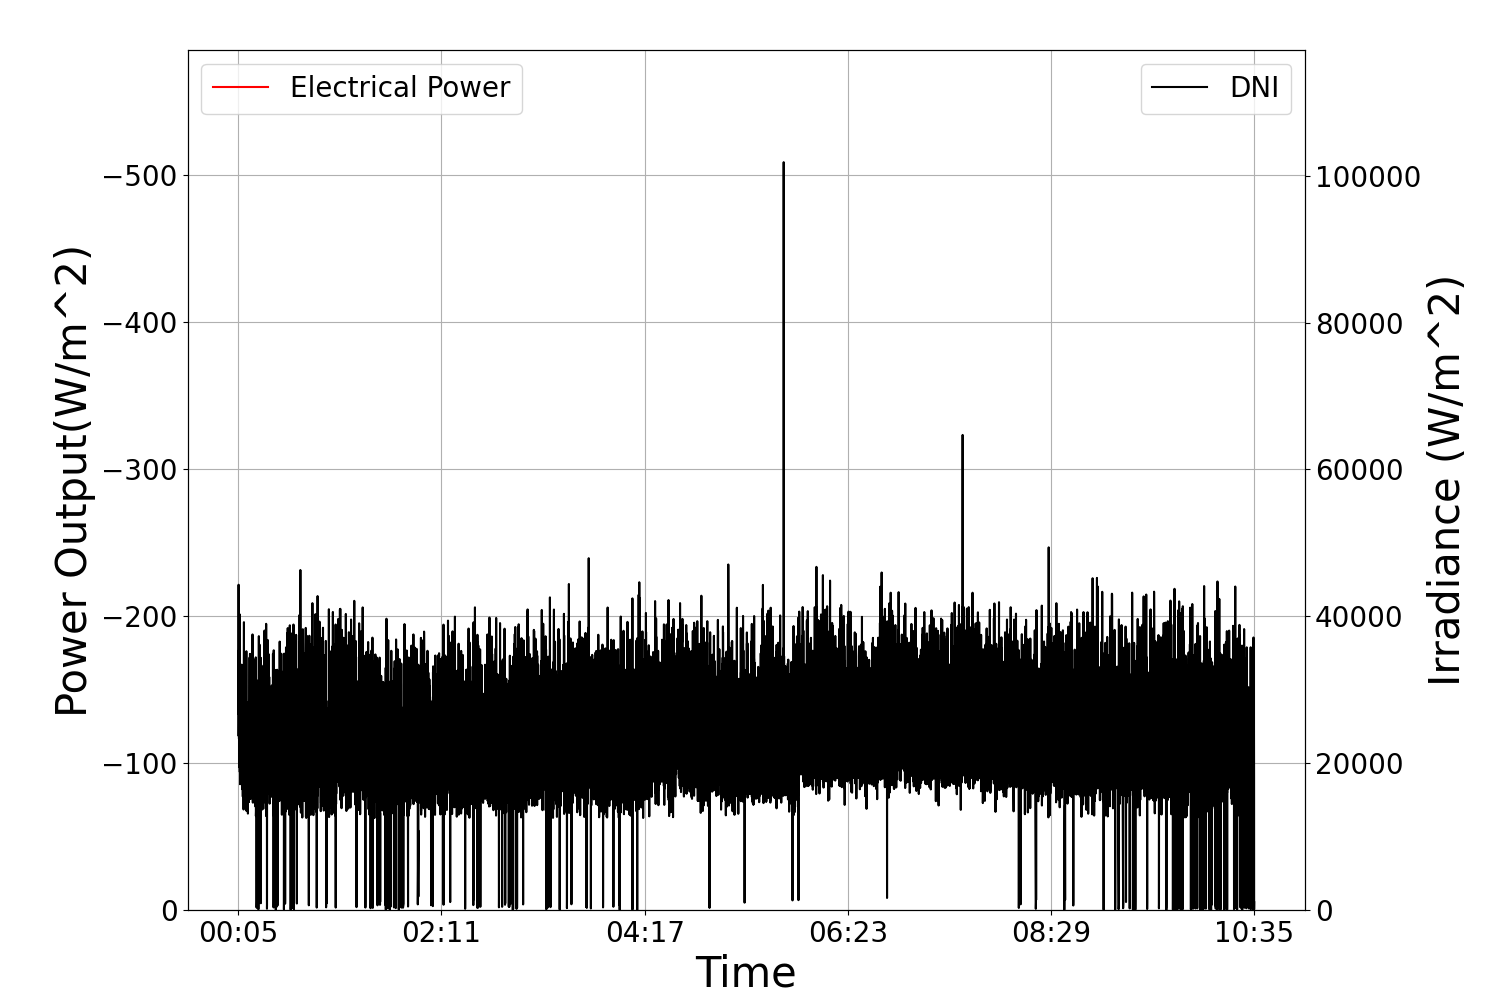 Electrical Power
DNI
Power Output(W/m^2)
−500
−400
−300
−200
−100
0
100000
80000
60000
40000
20000
0
Irradiance (W/m^2)
00:05 02:11 04:17 06:23 08:29 10:35
Time